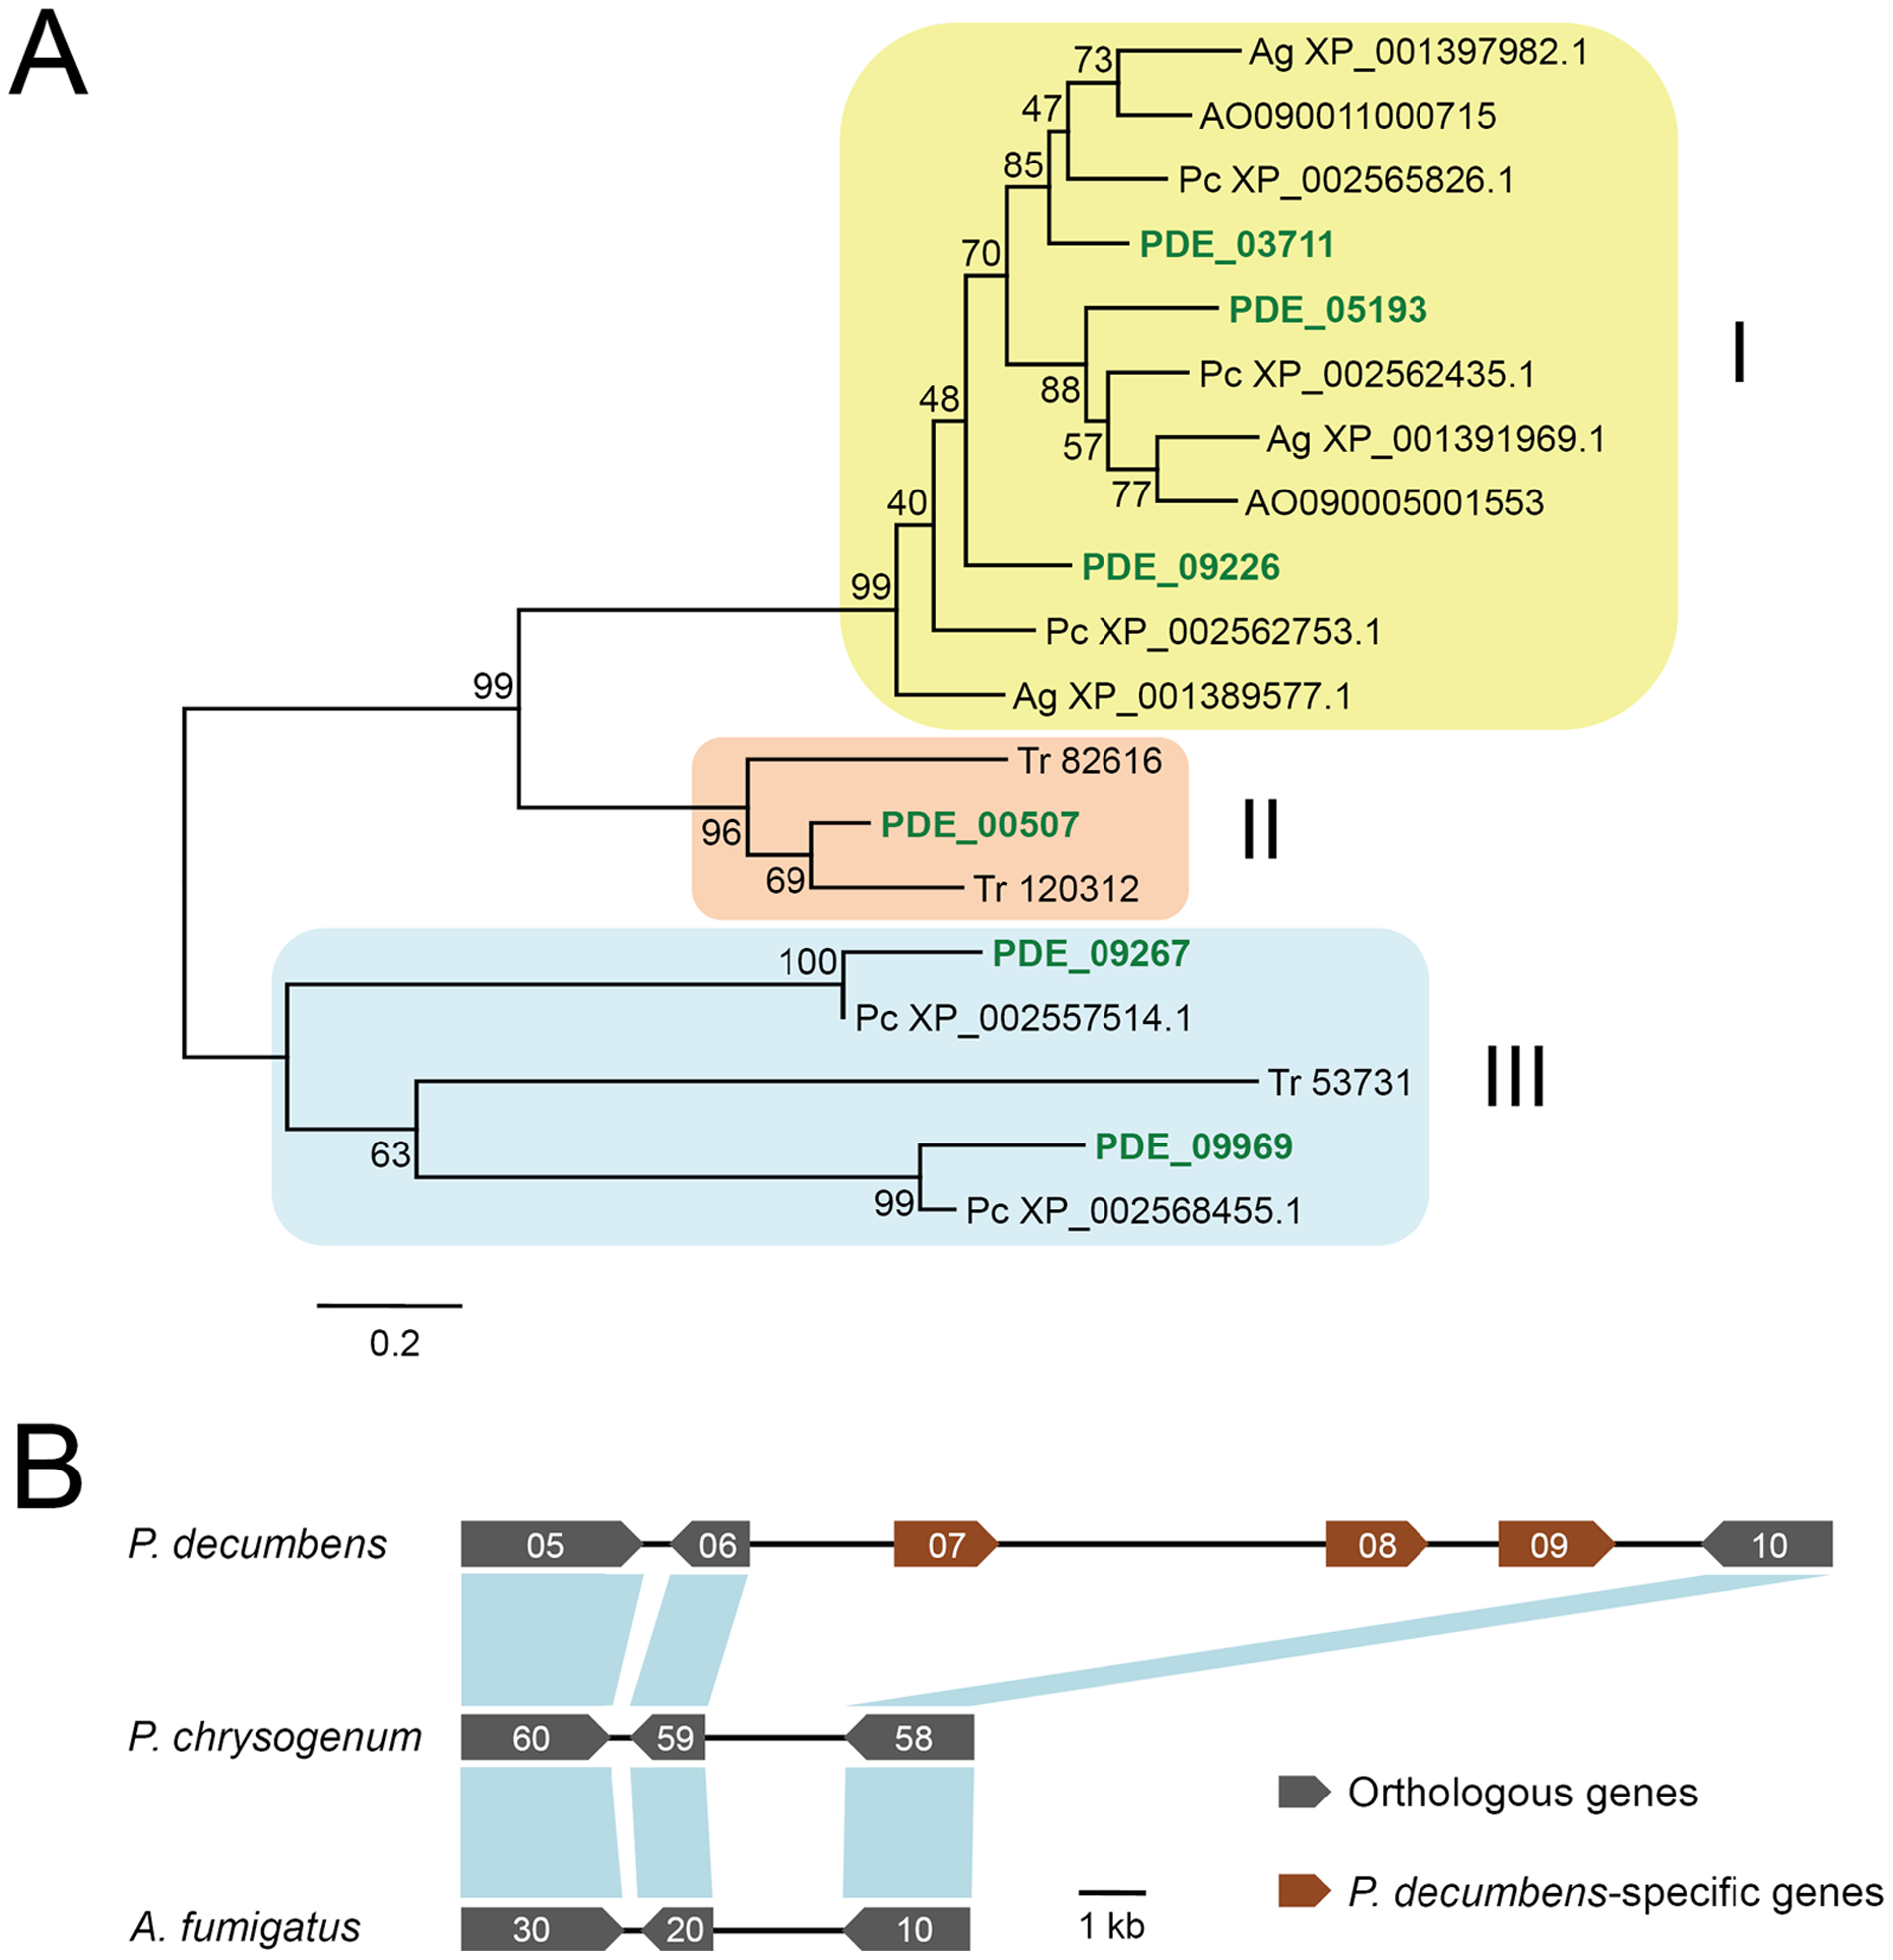 A
73
Ag XP_001397982.1
47
AO090011000715
85
Pc XP_002565826.1
70
PDE_03711
PDE_05193
I
88
Pc XP_002562435.1
48
57
Ag XP_001391969.1
77
AO090005001553
40
PDE_09226
99
Pc XP_002562753.1
99
Ag XP_001389577.1
Tr 82616
96
PDE_00507
II
69
Tr 120312
100
PDE_09267
Pc XP_002557514.1
Tr 53731
III
63
PDE_09969
99
Pc XP_002568455.1
0.2
B
P. decumbens 05 06 07 08 09 10
P. chrysogenum 60 59 58
Orthologous genes
P. decumbens-specific genes
1 kb
A. fumigatus 30 20 10